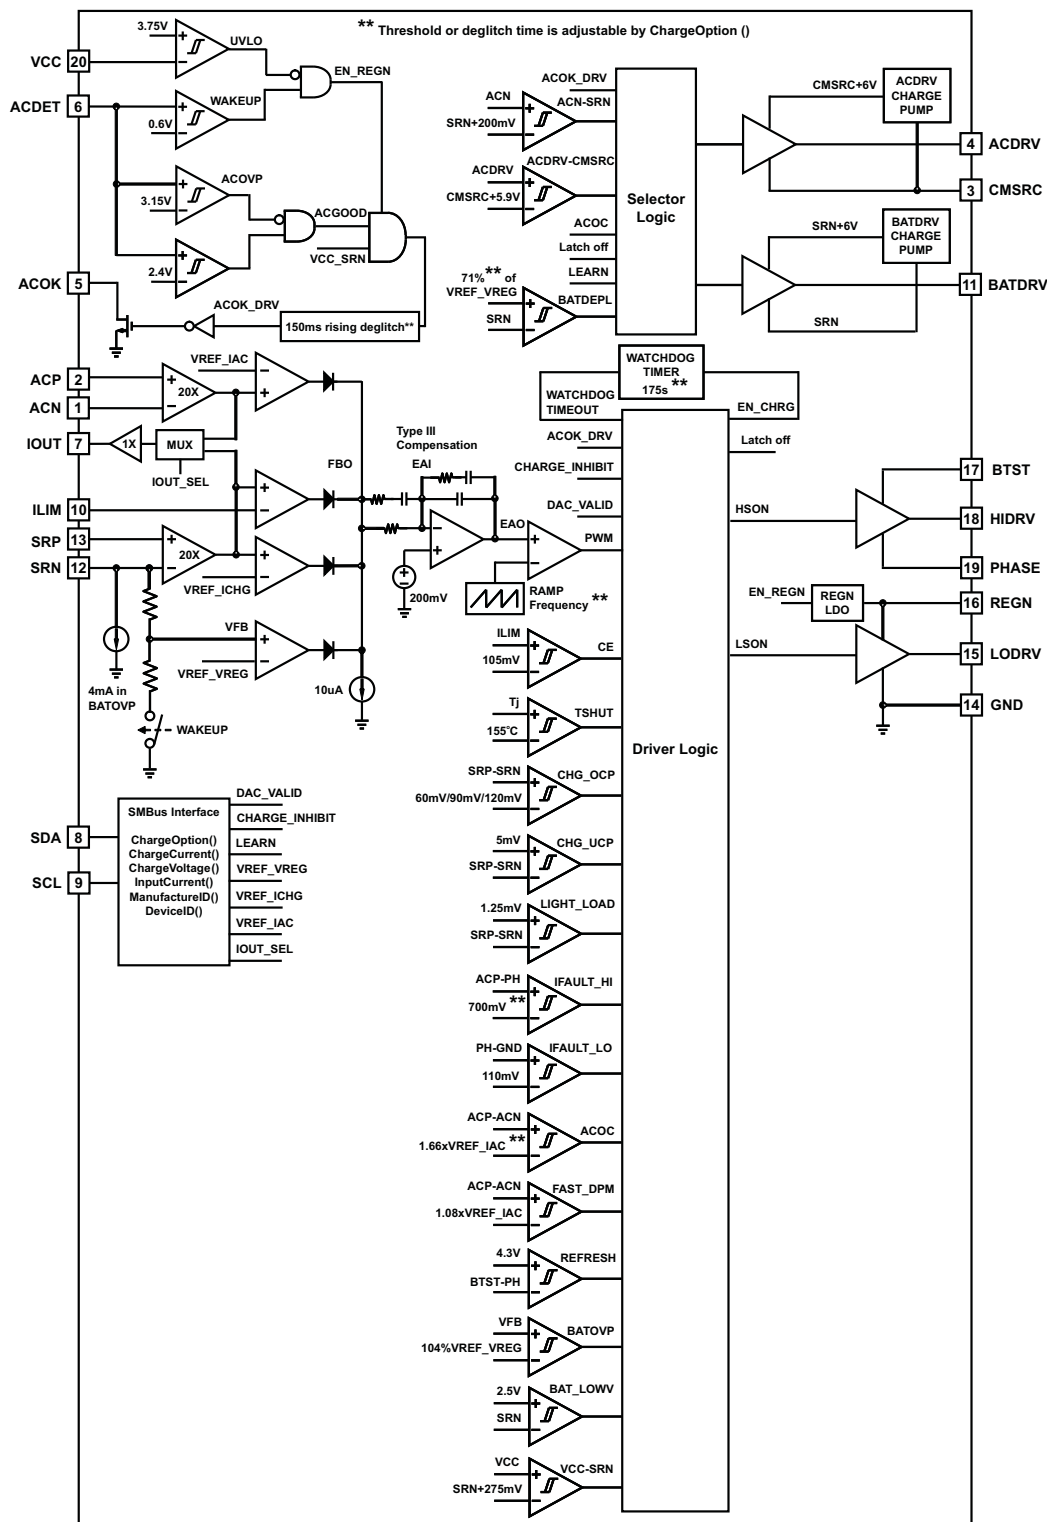 ** Threshold or deglitch time is adjustable by ChargeOption ()
3.75V
UVLO
VCC 20
EN_REGN
ACDET 6
WAKEUP
0.6V
ACOVP
3.15V
ACGOOD
VCC_SRN
2.4V
ACOK 5
ACOK_DRV
150ms rising deglitch**
ACOK_DRV
ACN
ACN-SRN
SRN+200mV
ACDRV-CMSRC
ACDRV
CMSRC+5.9V
ACOC
Latch off
LEARN
71%** of
VREF_VREG
BATDEPL
SRN
Selector
Logic
CMSRC+6V
ACDRV
CHARGE
PUMP
4 ACDRV
3 CMSRC
SRN+6V
BATDRV
CHARGE
PUMP
11 BATDRV
SRN
VREF_IAC
ACP 2
20X
ACN 1
IOUT 7
1X
MUX
IOUT_SEL
FBO
ILIM 10
SRP 13
20X
SRN 12
VREF_ICHG
VFB
VREF_VREG
4mA in
BATOVP
10uA
WAKEUP
Type III
Compensation
EAI
EAO
200mV
RAMP
Frequency **
PWM
WATCHDOG
TIMER
175s **
WATCHDOG
TIMEOUT
EN_CHRG
ACOK_DRV
Latch off
CHARGE_INHIBIT
DAC_VALID
HSON
BTST
17
18 HIDRV
19 PHASE
EN_REGN
REGN
LDO
16 REGN
LSON
15 LODRV
14 GND
ILIM
CE
105mV
Tj
TSHUT
155°C
Driver Logic
SRP-SRN
CHG_OCP
60mV/90mV/120mV
5mV
CHG_UCP
SRP-SRN
1.25mV
LIGHT_LOAD
SRP-SRN
ACP-PH
IFAULT_HI
700mV **
PH-GND
IFAULT_LO
110mV
ACP-ACN
ACOC
1.66xVREF_IAC **
ACP-ACN
FAST_DPM
1.08xVREF_IAC
4.3V
REFRESH
BTST-PH
VFB
BATOVP
104%VREF_VREG
2.5V
BAT_LOWV
SRN
VCC
VCC-SRN
SRN+275mV
SDA 8
SCL 9
SMBus Interface
ChargeOption()
ChargeCurrent()
ChargeVoltage()
InputCurrent()
ManufactureID()
DeviceID()
DAC_VALID
CHARGE_INHIBIT
LEARN
VREF_VREG
VREF_ICHG
VREF_IAC
IOUT_SEL